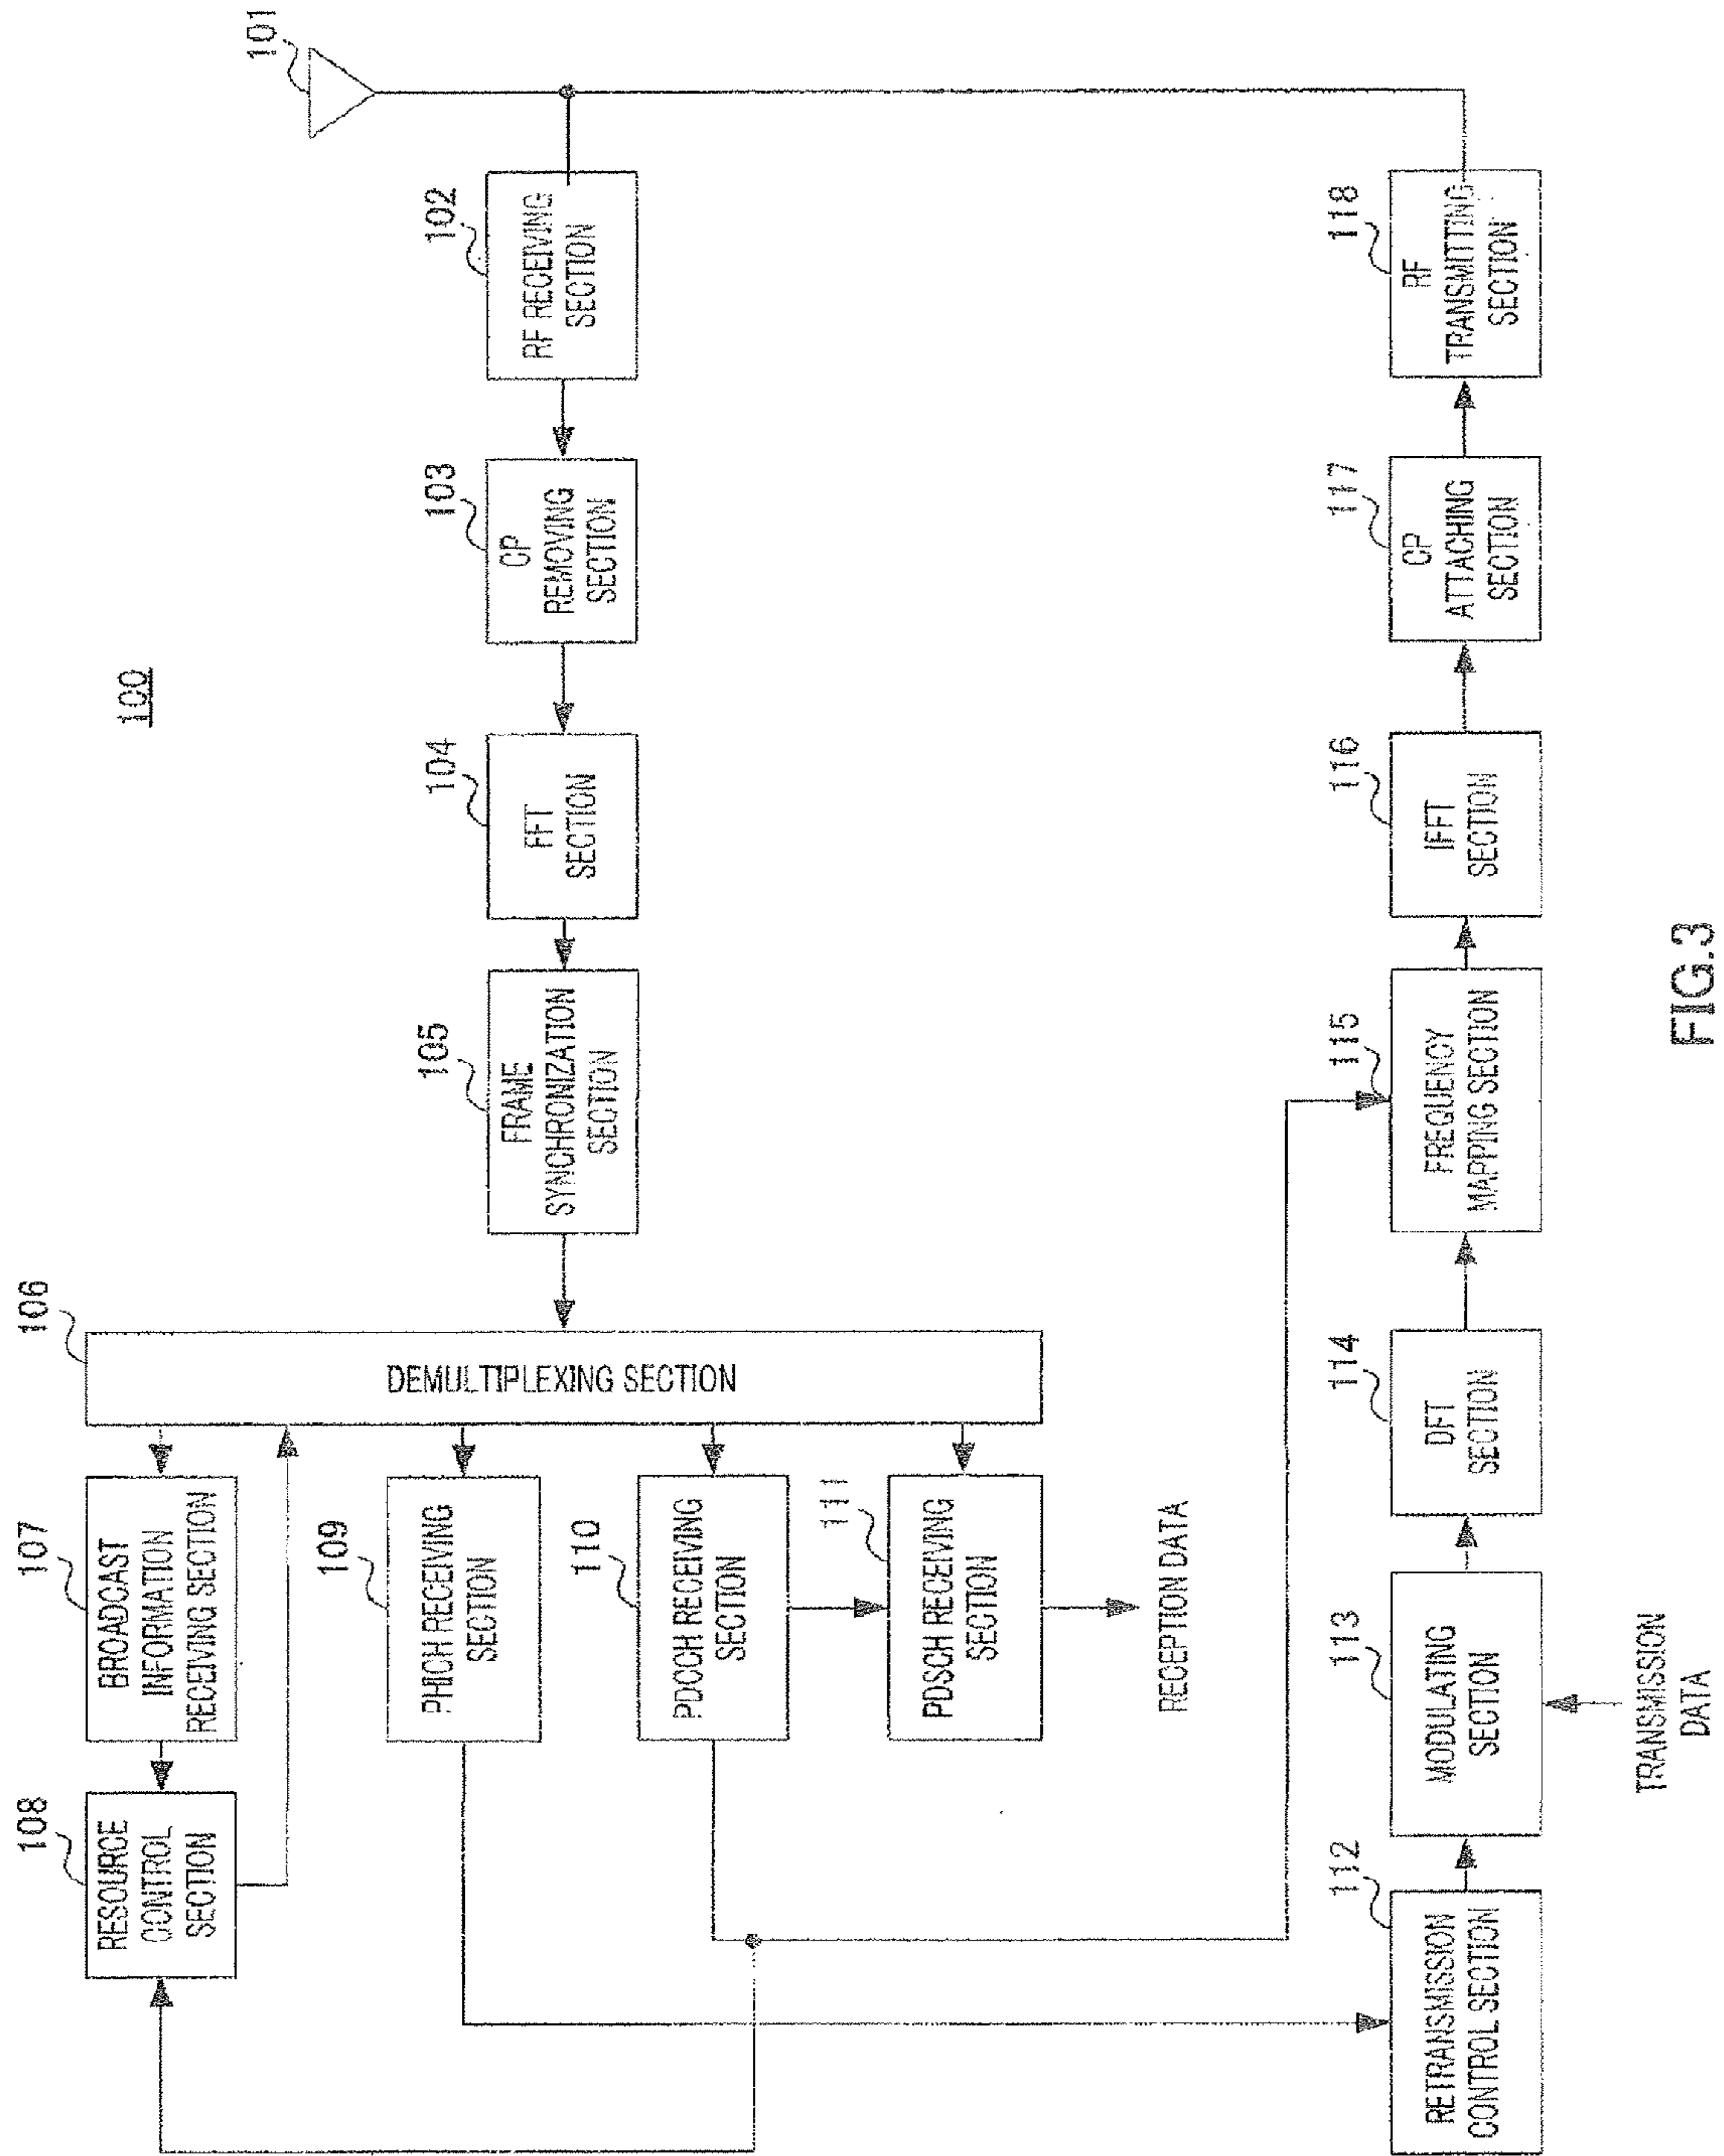 100
101
102
RF RECEIVING
SECTION
103
CP
REMOVING
SECTION
104
FFT
SECTION
105
FRAME
SYNCHRONIZATION
SECTION
106
DEMULTIPLEXING SECTION
107
BROADCAST
INFORMATION
RECEIVING SECTION
108
RESOURCE
CONTROL
SECTION
109
PHICH RECEIVING
SECTION
110
PDCCH RECEIVING
SECTION
111
PDSCH RECEIVING
SECTION
RECEPTION DATA
112
RETRANSMISSION
CONTROL SECTION
113
MODULATING
SECTION
TRANSMISSION
DATA
114
DFT
SECTION
115
FREQUENCY
MAPPING SECTION
116
IFFT
SECTION
117
CP
ATTACHING
SECTION
118
RF
TRANSMITTING
SECTION
FIG.3